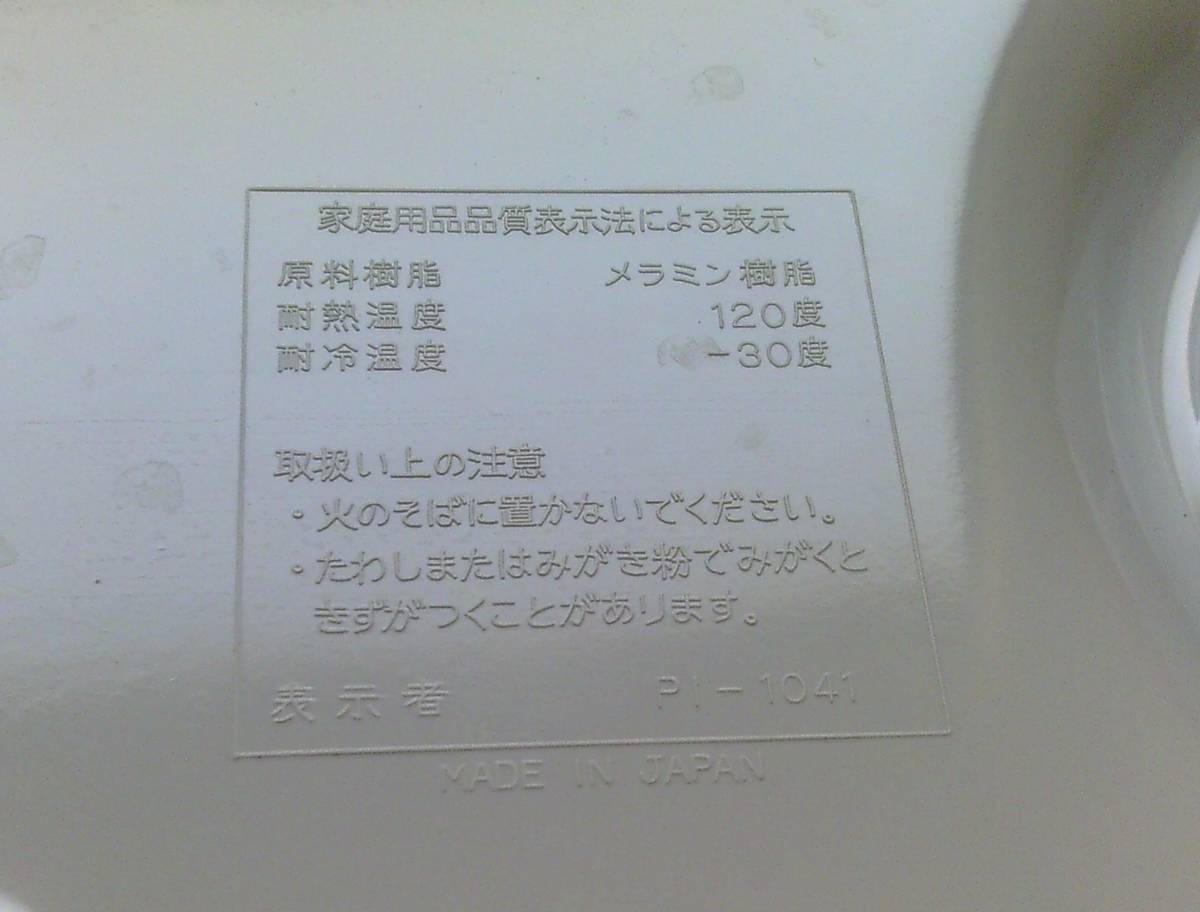 家庭用品品質表示法による表示
原料樹脂 メラミン樹脂
耐熱温度 120度
耐冷温度 -30度
取扱い上の注意
・火のそばに置かないでください。
・たわしまたはみがき粉でみがくと
きずがつくことがあります。
表示者 PI-1041
MADE IN JAPAN